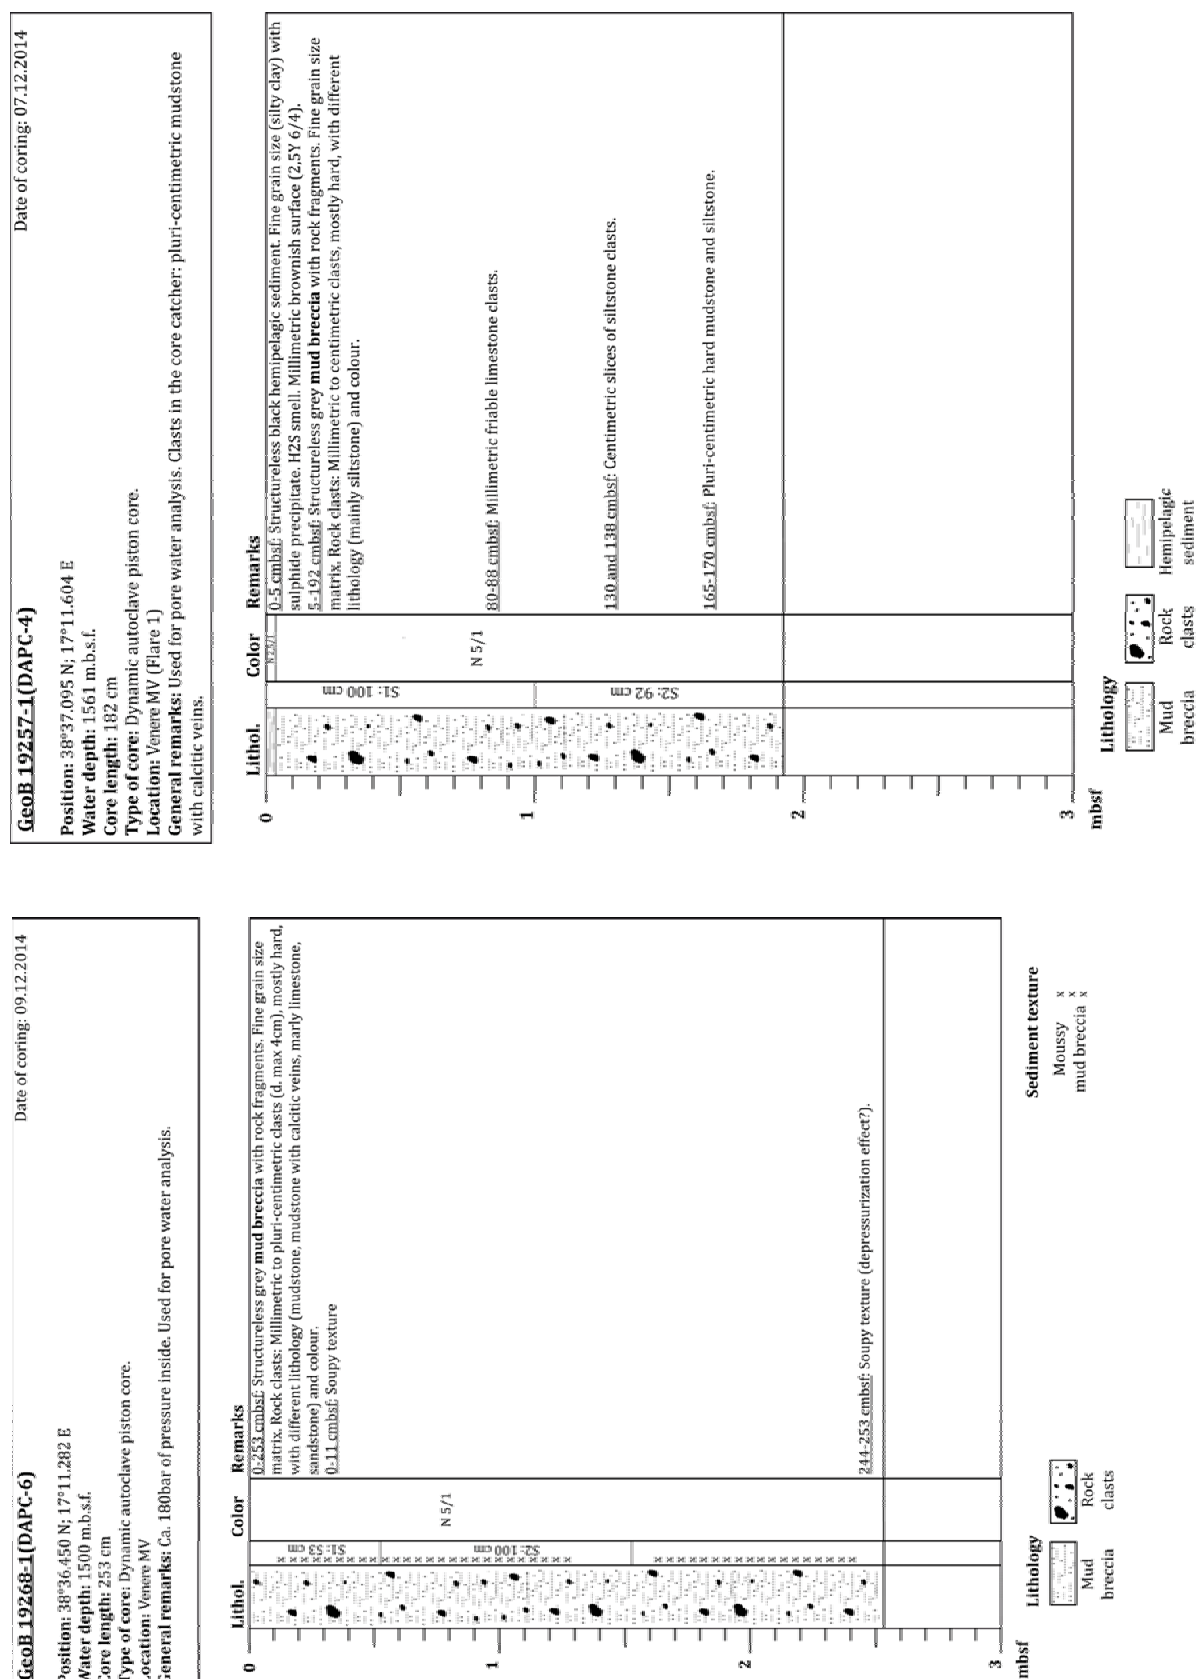 GeoB 19257-1(DAPC-4)
Date of coring: 07.12.2014
Position: 38°37.095 N; 17°11.604 E
Water depth: 1561 m.b.s.f.
Core length: 182 cm
Type of core: Dynamic autoclave piston core.
Location: Venere MV (Flare 1)
General remarks: Used for pore water analysis. Clasts in the core catcher: pluri-centimetric mudstone
with calcitic veins.
Lithol.
Color
Remarks
0-5 cmbsf: Structureless black hemipelagic sediment. Fine grain size (silty clay) with
sulphide precipitate. H2S smell. Millimetric brownish surface (2.5Y 6/4).
5-192 cmbsf: Structureless grey mud breccia with rock fragments. Fine grain size
matrix. Rock clasts: Millimetric to centimetric clasts, mostly hard, with different
lithology (mainly siltstone) and colour.
80-88 cmbsf: Millimetric friable limestone clasts.
130 and 138 cmbsf: Centimetric slices of siltstone clasts.
165-170 cmbsf: Pluri-centimetric hard mudstone and siltstone.
S1: 100 cm
S2: 92 cm
N 5/1
0
1
2
3
mbsf
Lithology
Mud
breccia
Rock
clasts
Hemipelagic
sediment
GeoB 19268-1(DAPC-6)
Date of coring: 09.12.2014
Position: 38°36.450 N; 17°11.282 E
Water depth: 1500 m.b.s.f.
Core length: 253 cm
Type of core: Dynamic autoclave piston core.
Location: Venere MV
General remarks: Ca. 180bar of pressure inside. Used for pore water analysis.
Lithol.
Color
Remarks
0-253 cmbsf: Structureless grey mud breccia with rock fragments. Fine grain size
matrix. Rock clasts: Millimetric to pluri-centimetric clasts (d. max 4cm), mostly hard,
with different lithology (mudstone, mudstone with calcitic veins, marly limestone,
sandstone) and colour.
0-11 cmbsf: Soupy texture
244-253 cmbsf: Soupy texture (depressurization effect?).
S1: 53 cm
S2: 100 cm
N 5/1
0
1
2
3
mbsf
Lithology
Mud
breccia
Rock
clasts
Sediment texture
Moussy
mud breccia